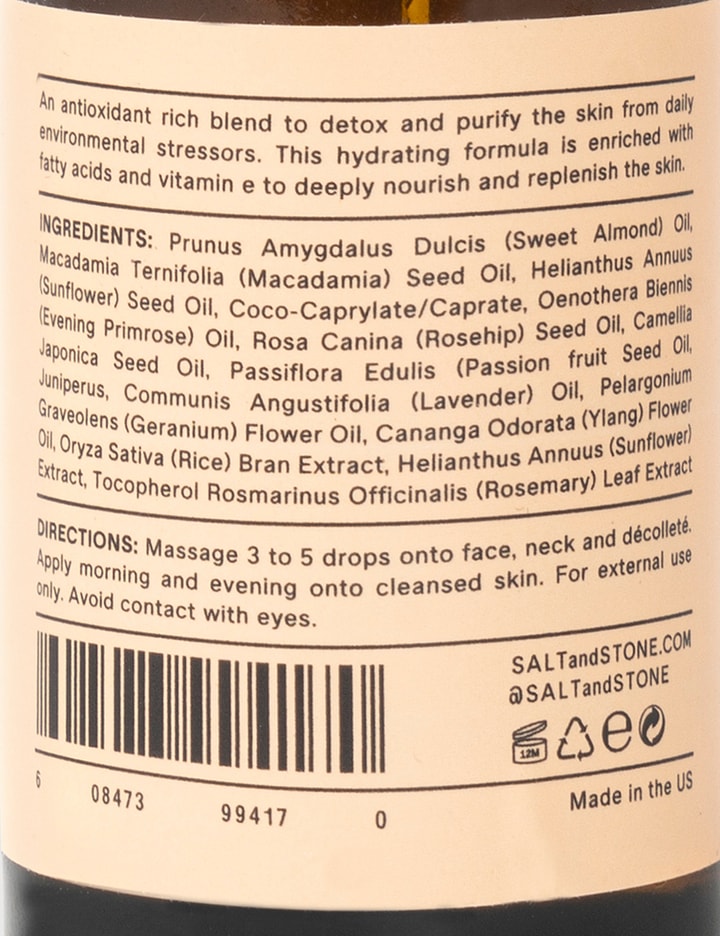 An antioxidant rich blend to detox and purify the skin from daily
environmental stressors. This hydrating formula is enriched with
fatty acids and vitamin e to deeply nourish and replenish the skin.
INGREDIENTS: Prunus Amygdalus Dulcis (Sweet Almond) Oil,
Macadamia Ternifolia (Macadamia) Seed Oil, Helianthus Annuus
(Sunflower) Seed Oil, Coco-Caprylate/Caprate, Oenothera Biennis
(Evening Primrose) Oil, Rosa Canina (Rosehip) Seed Oil, Camellia
Japonica Seed Oil, Passiflora Edulis (Passion fruit Seed Oil,
Juniperus, Communis Angustifolia (Lavender) Oil, Pelargonium
Graveolens (Geranium) Flower Oil, Cananga Odorata (Ylang) Flower
Oil, Oryza Sativa (Rice) Bran Extract, Helianthus Annuus (Sunflower)
Extract, Tocopherol Rosmarinus Officinalis (Rosemary) Leaf Extract
DIRECTIONS: Massage 3 to 5 drops onto face, neck and décolleté.
Apply morning and evening onto cleansed skin. For external use
only. Avoid contact with eyes.
SALTandSTONE.COM
@SALTandSTONE
12M
6 08473 99417 0
Made in the US